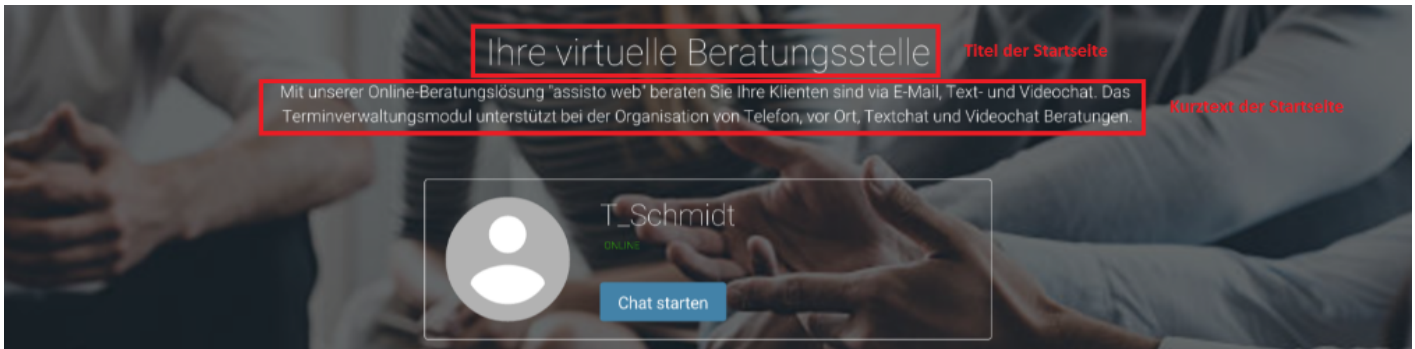 Ihre virtuelle Beratungsstelle
Titel der Startseite
Mit unserer Online-Beratungslösung "assisto web" beraten Sie Ihre Klienten sind via E-Mail, Text- und Videochat. Das
Terminverwaltungsmodul unterstützt bei der Organisation von Telefon, vor Ort, Textchat und Videochat Beratungen.
Kurztext der Startseite
T_Schmidt
ONLINE
Chat starten